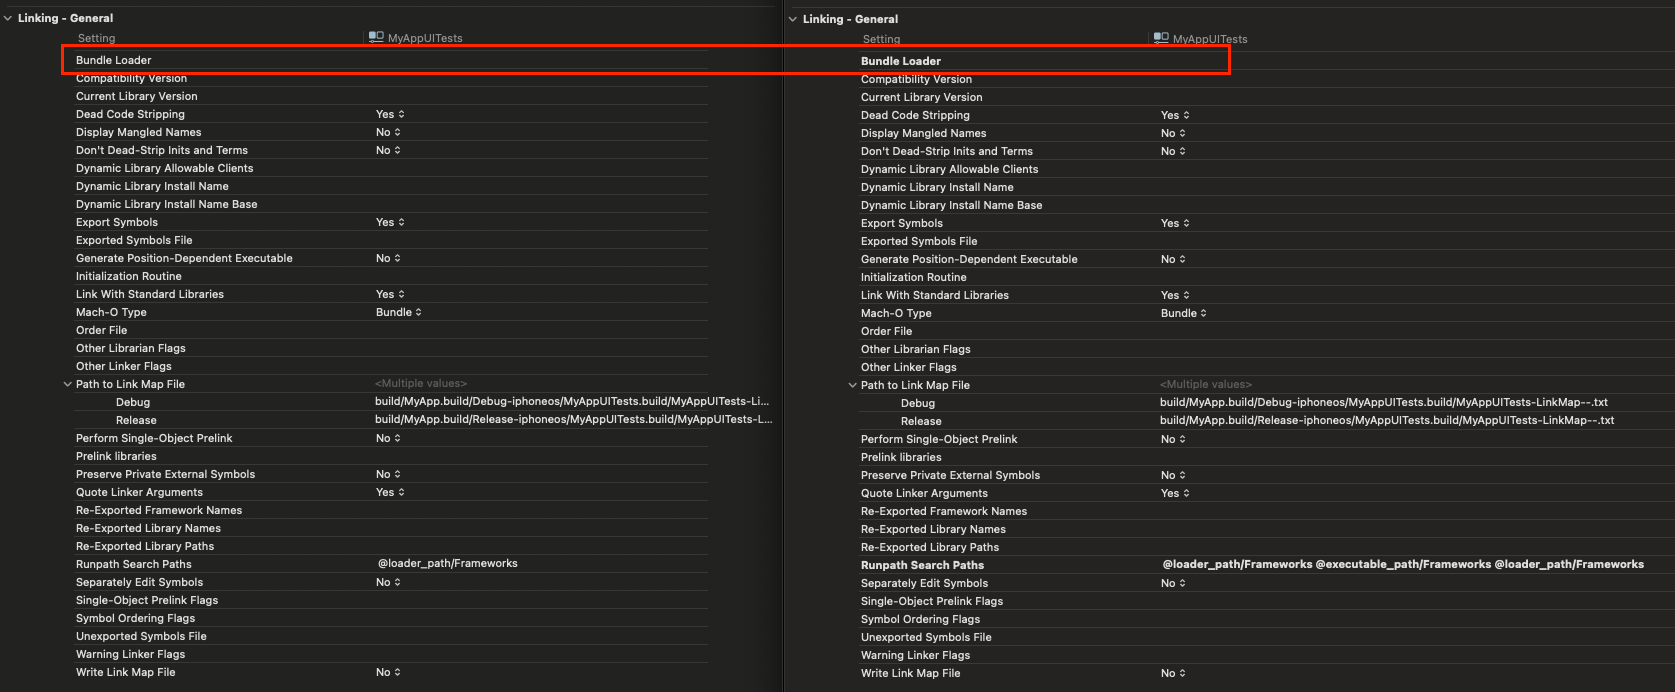 Linking - General
Setting MyAppUITests
Bundle Loader
Compatibility Version
Current Library Version
Dead Code Stripping Yes
Display Mangled Names No
Don't Dead-Strip Inits and Terms No
Dynamic Library Allowable Clients
Dynamic Library Install Name
Dynamic Library Install Name Base
Export Symbols Yes
Exported Symbols File
Generate Position-Dependent Executable No
Initialization Routine
Link With Standard Libraries Yes
Mach-O Type Bundle
Order File
Other Librarian Flags
Other Linker Flags
Path to Link Map File <Multiple values>
Debug build/MyApp.build/Debug-iphoneos/MyAppUITests.build/MyAppUITests-Li...
Release build/MyApp.build/Release-iphoneos/MyAppUITests.build/MyAppUITests-L...
Perform Single-Object Prelink No
Prelink libraries
Preserve Private External Symbols No
Quote Linker Arguments Yes
Re-Exported Framework Names
Re-Exported Library Names
Re-Exported Library Paths
Runpath Search Paths @loader_path/Frameworks
Separately Edit Symbols No
Single-Object Prelink Flags
Symbol Ordering Flags
Unexported Symbols File
Warning Linker Flags
Write Link Map File No
Linking - General
Setting MyAppUITests
Bundle Loader
Compatibility Version
Current Library Version
Dead Code Stripping Yes
Display Mangled Names No
Don't Dead-Strip Inits and Terms No
Dynamic Library Allowable Clients
Dynamic Library Install Name
Dynamic Library Install Name Base
Export Symbols Yes
Exported Symbols File
Generate Position-Dependent Executable No
Initialization Routine
Link With Standard Libraries Yes
Mach-O Type Bundle
Order File
Other Librarian Flags
Other Linker Flags
Path to Link Map File <Multiple values>
Debug build/MyApp.build/Debug-iphoneos/MyAppUITests.build/MyAppUITests-LinkMap--.txt
Release build/MyApp.build/Release-iphoneos/MyAppUITests.build/MyAppUITests-LinkMap--.txt
Perform Single-Object Prelink No
Prelink libraries
Preserve Private External Symbols No
Quote Linker Arguments Yes
Re-Exported Framework Names
Re-Exported Library Names
Re-Exported Library Paths
Runpath Search Paths @loader_path/Frameworks @executable_path/Frameworks @loader_path/Frameworks
Separately Edit Symbols No
Single-Object Prelink Flags
Symbol Ordering Flags
Unexported Symbols File
Warning Linker Flags
Write Link Map File No